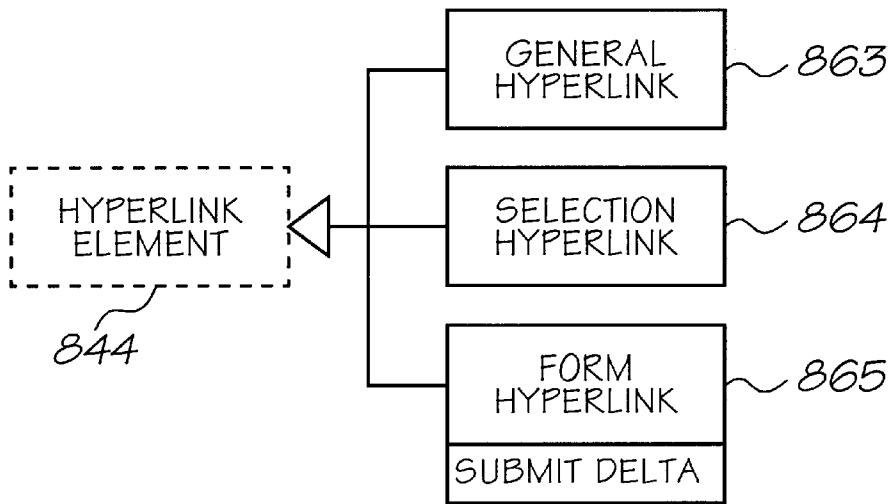 GENERAL
HYPERLINK
863
HYPERLINK
ELEMENT
844
SELECTION
HYPERLINK
864
FORM
HYPERLINK
865
SUBMIT DELTA